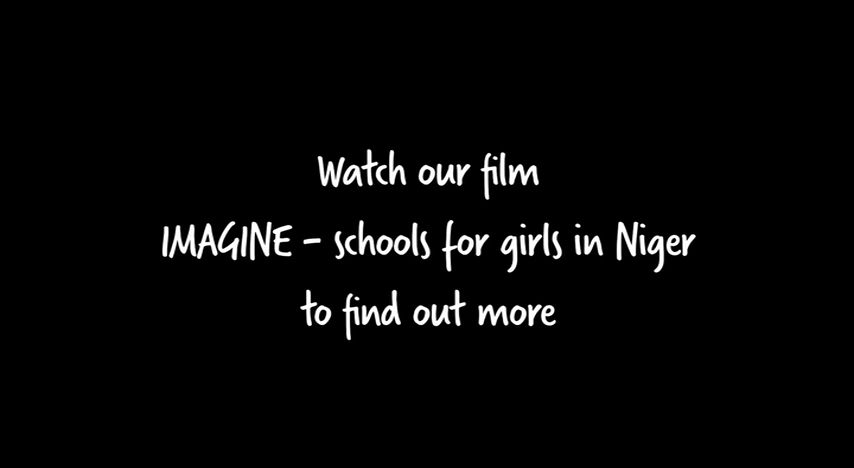 Watch our film
IMAGINE - schools for girls in Niger
to find out more